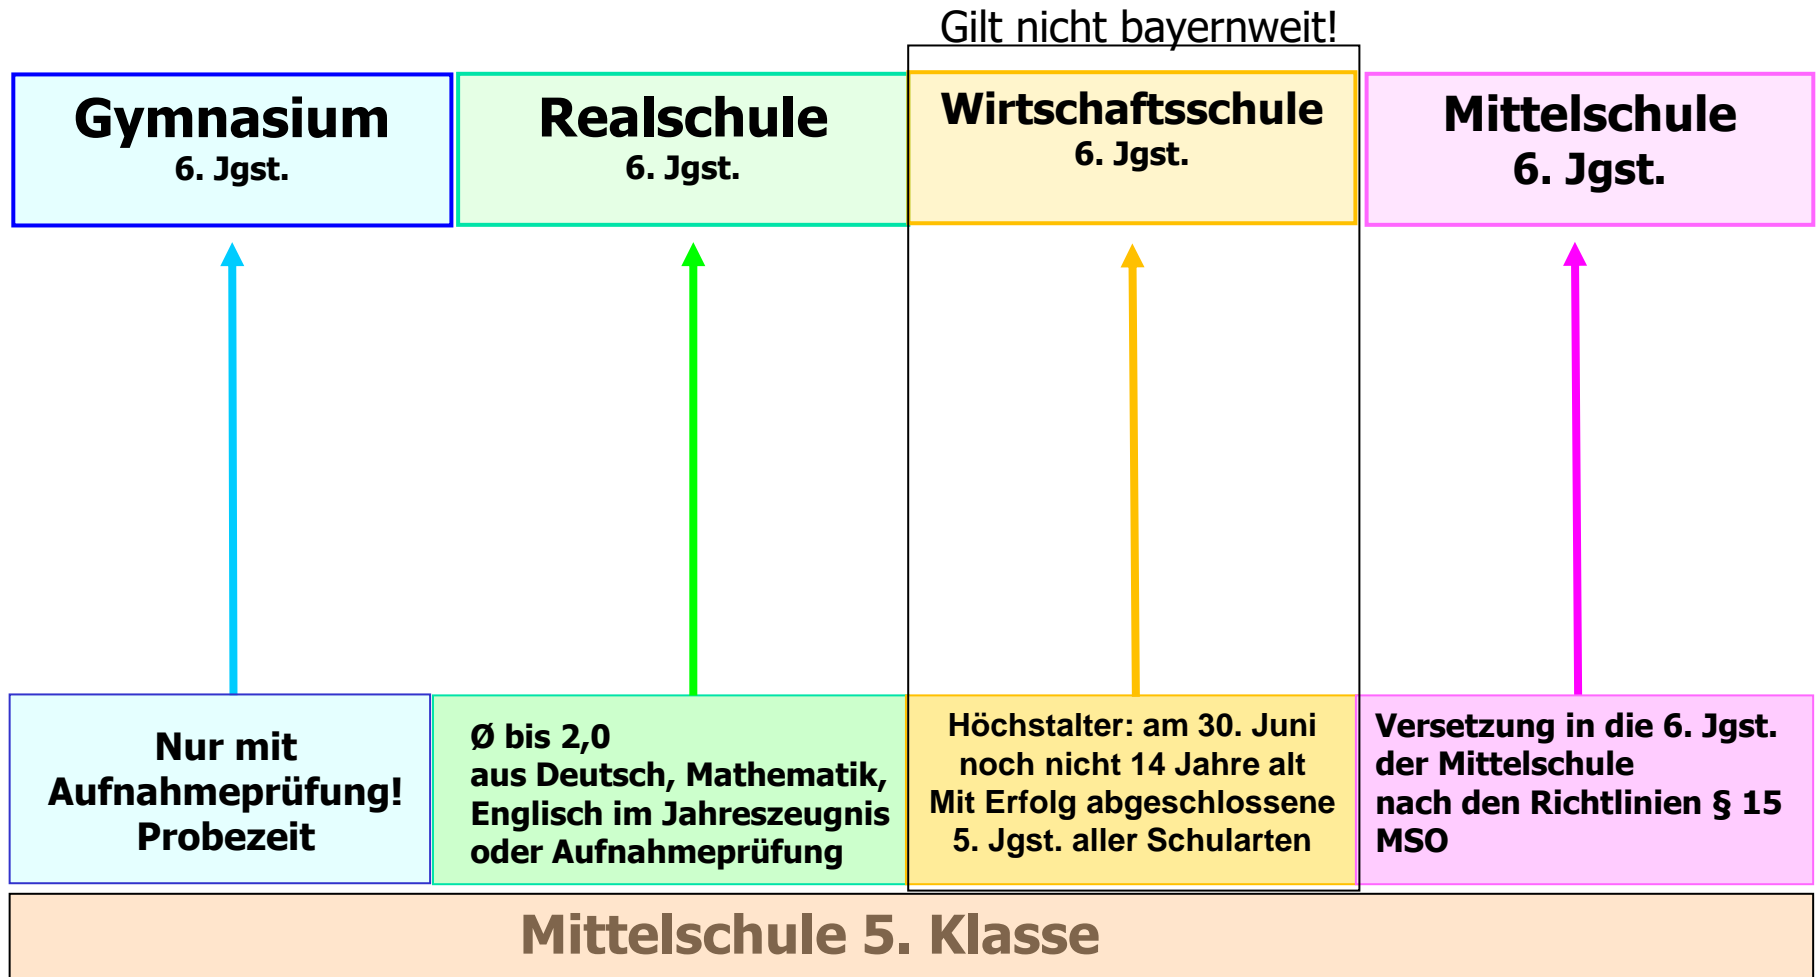 Gilt nicht bayernweit!
Gymnasium
6. Jgst.
Realschule
6. Jgst.
Wirtschaftsschule
6. Jgst.
Mittelschule
6. Jgst.
Nur mit
Aufnahmeprüfung!
Probezeit
Ø bis 2,0
aus Deutsch, Mathematik,
Englisch im Jahreszeugnis
oder Aufnahmeprüfung
Höchstalter: am 30. Juni
noch nicht 14 Jahre alt
Mit Erfolg abgeschlossene
5. Jgst. aller Schularten
Versetzung in die 6. Jgst.
der Mittelschule
nach den Richtlinien § 15
MSO
Mittelschule 5. Klasse